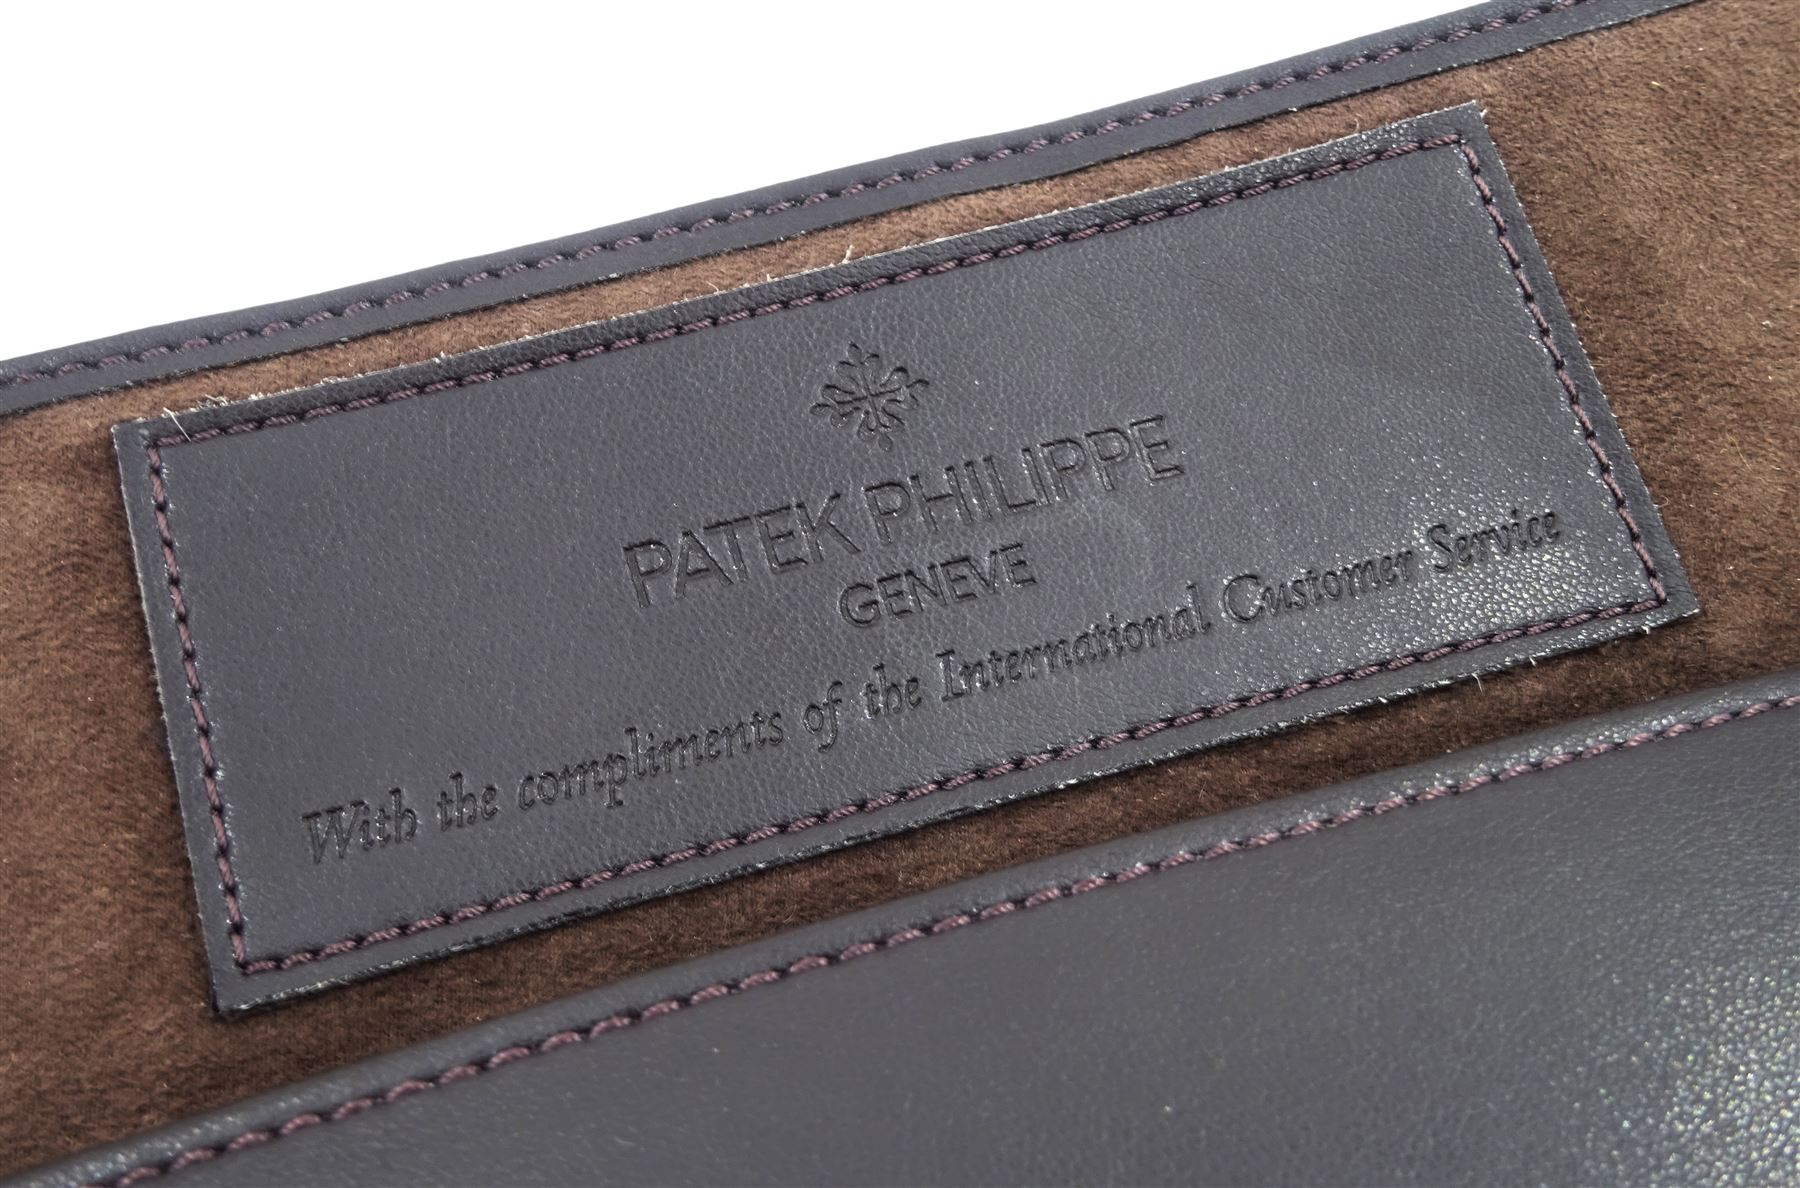 PATEK PHILIPPE
GENEVE
With the compliments of the International Customer Service